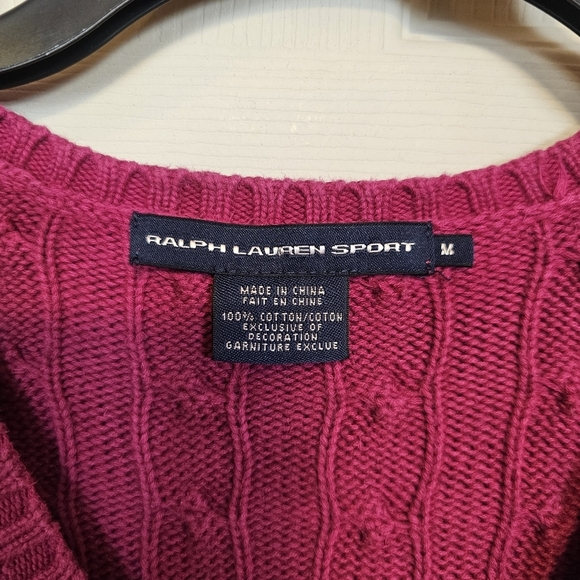 RALPH LAUREN SPORT M
MADE IN CHINA
FAIT EN CHINE
100% COTTON/COTON
EXCLUSIVE OF
DECORATION
GARNITURE EXCLUE